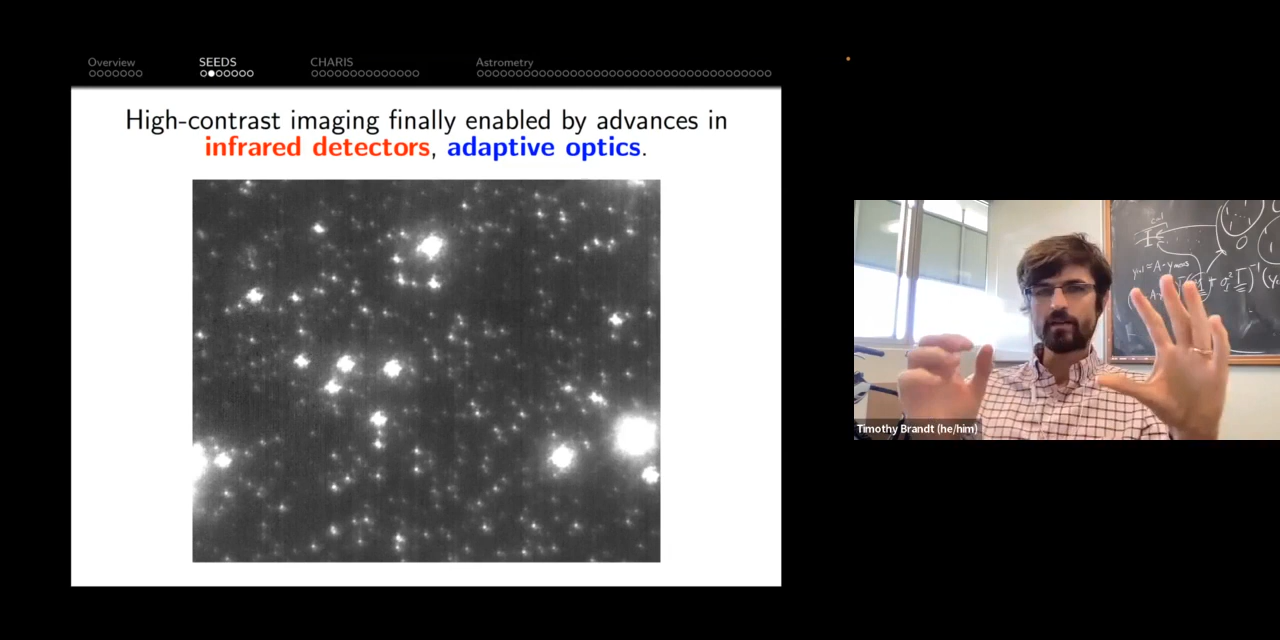 Overview
SEEDS
CHARIS
Astrometry
High-contrast imaging finally enabled by advances in
infrared detectors, adaptive optics.
Timothy Brandt (he/him)